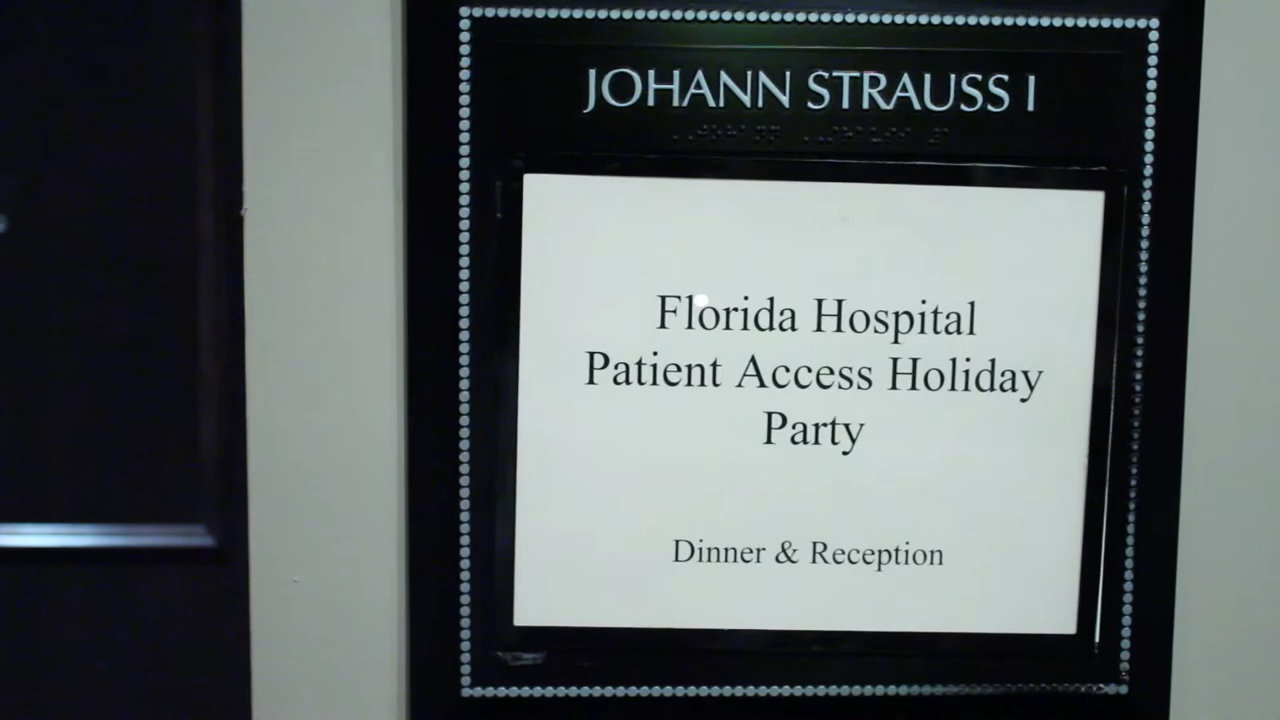 JOHANN STRAUSS I
Florida Hospital
Patient Access Holiday
Party
Dinner & Reception